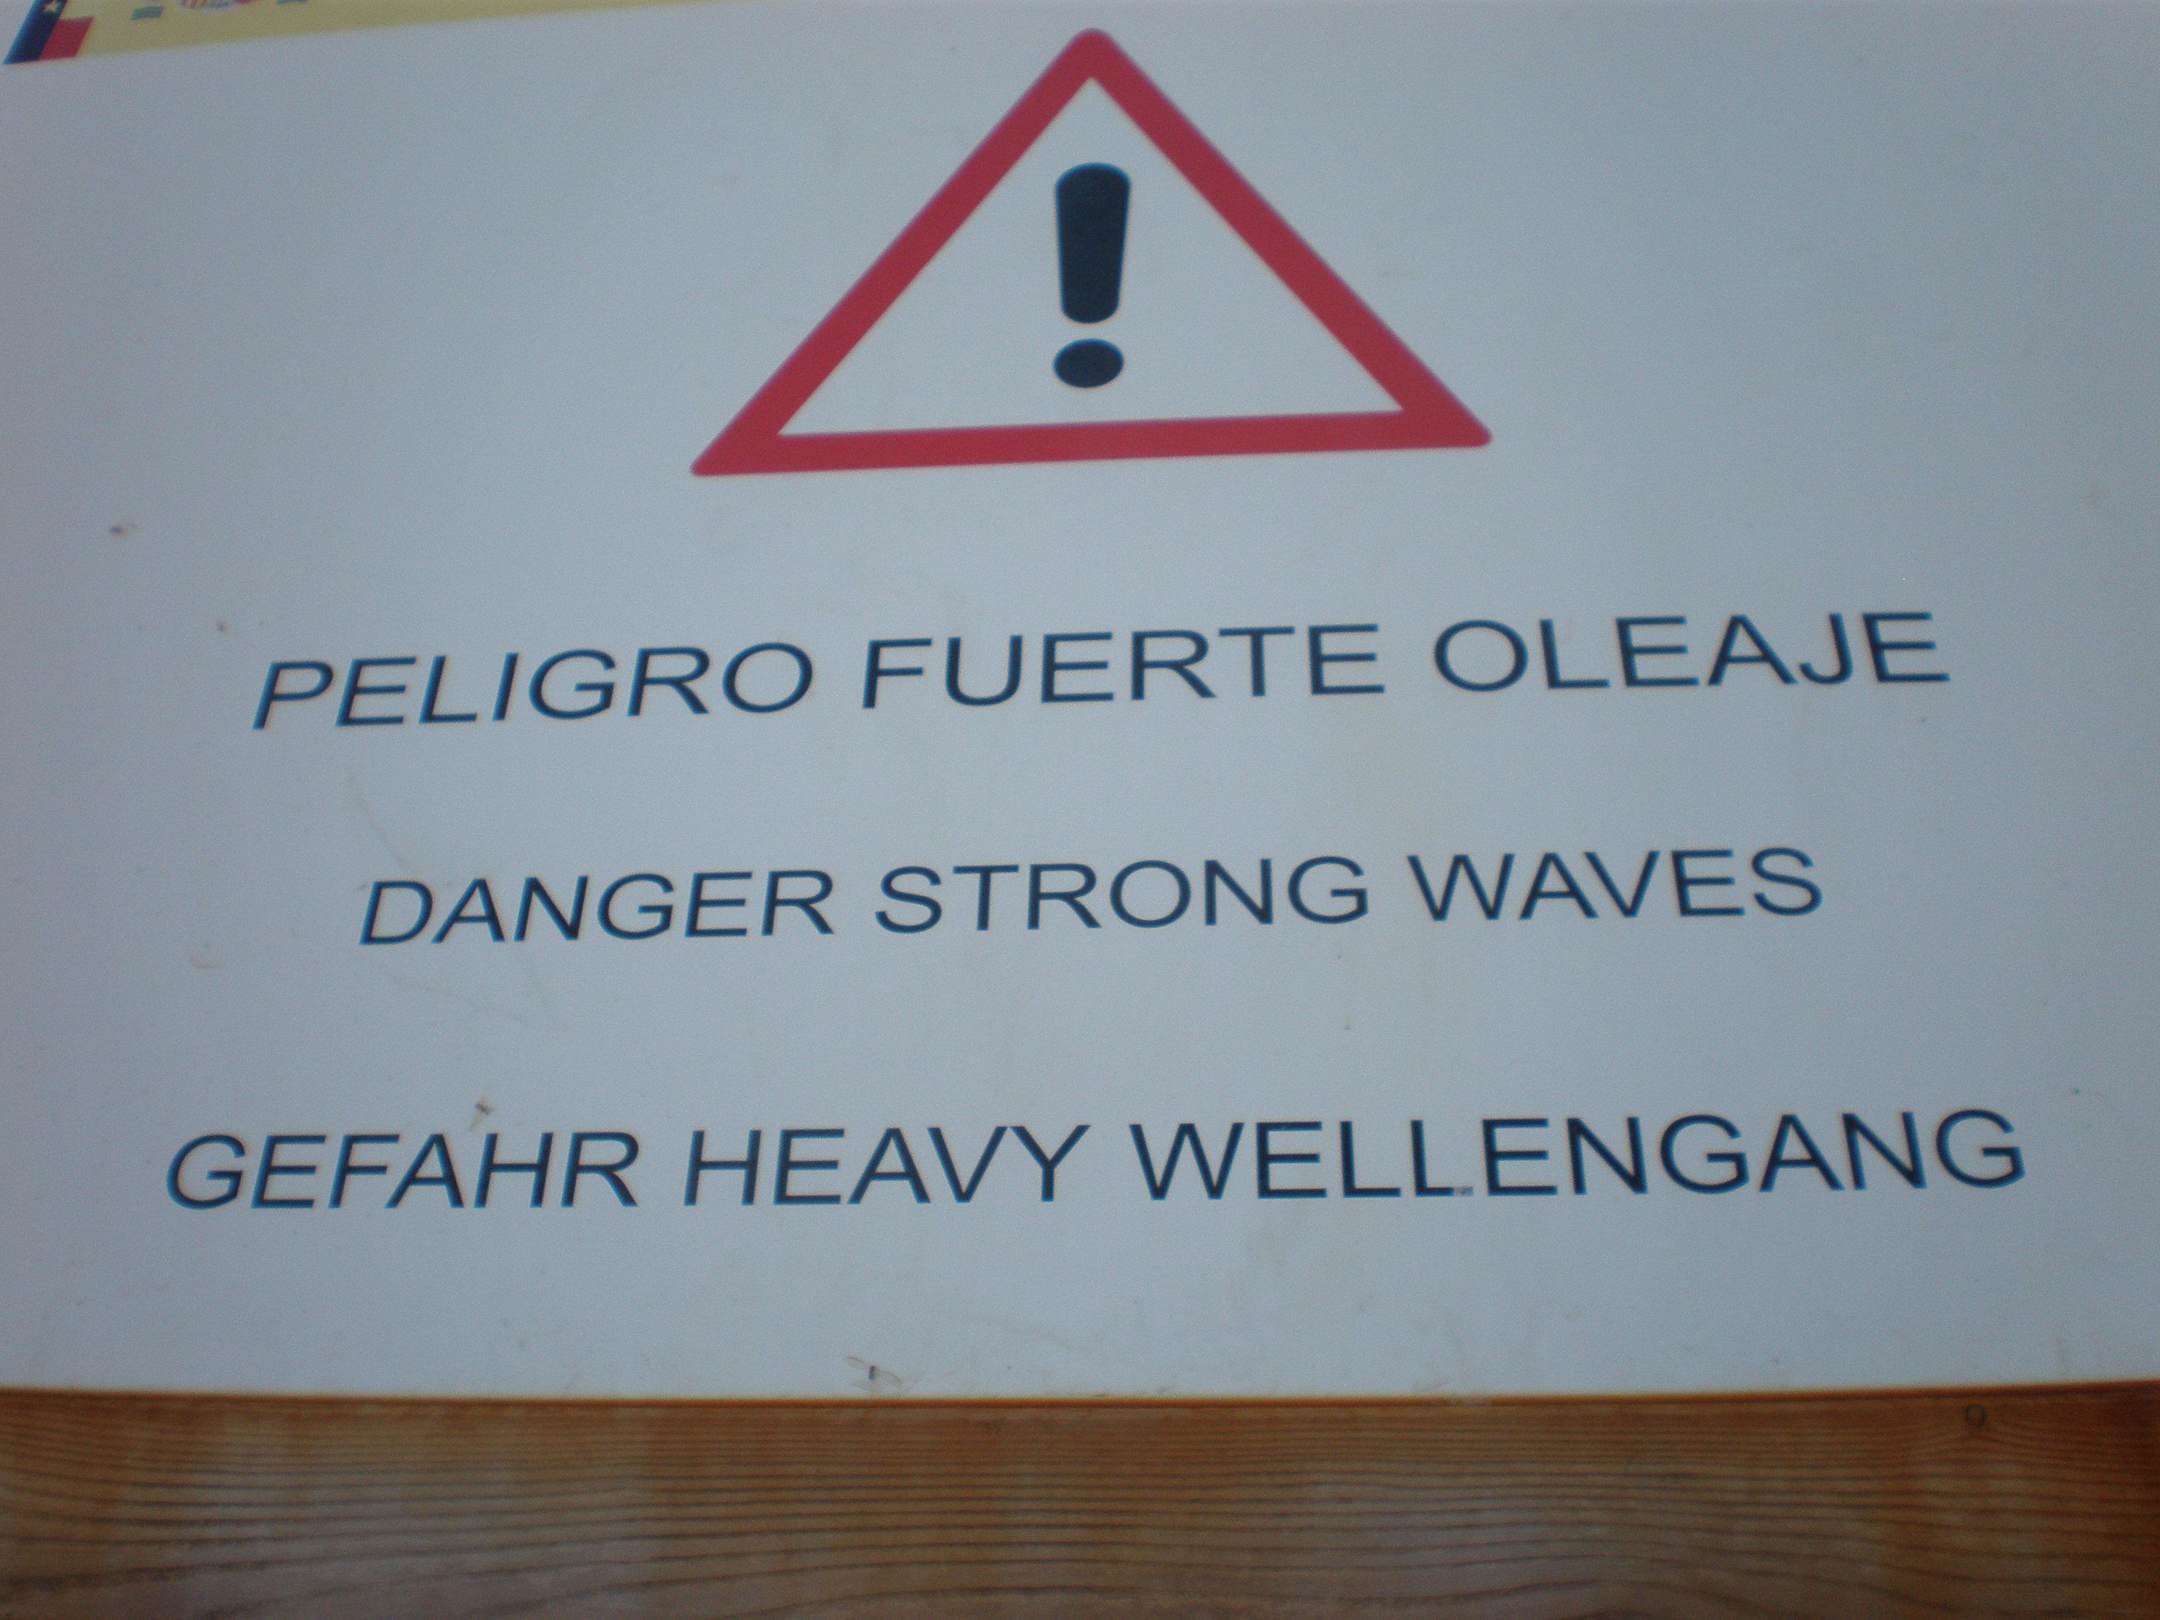 PELIGRO FUERTE OLEAJE
DANGER STRONG WAVES
GEFAHR HEAVY WELLENGANG